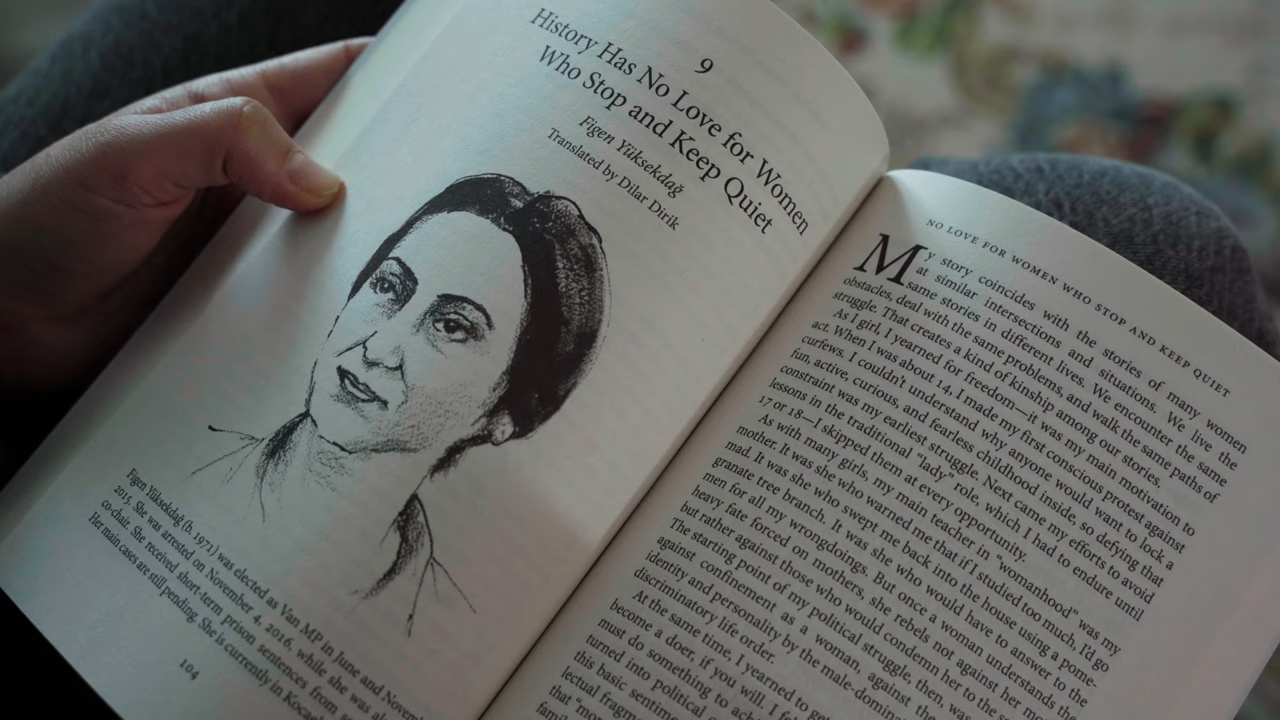 9
History Has No Love for Women
Who Stop and Keep Quiet
Figen Yüksekdağ
Translated by Dilar Dirik
Figen Yüksekdağ (b. 1971) was elected as Van MP in June and Novem
2015. She was arrested on November 4, 2016, while she was al
co-chair. She received short-term prison sentences from
Her main cases are still pending. She is currently in Kocael
104
NO LOVE FOR WOMEN WHO STOP AND KEEP QUIET
My story coincides with the stories of many women
at similar intersections and situations. We live the
same stories in different lives. We encounter the same
obstacles, deal with the same problems, and walk the same paths of
struggle. That creates a kind of kinship among our stories.
As I girl, I yearned for freedom—it was my main motivation to
act. When I was about 14, I made my first conscious protest against
curfews. I couldn't understand why anyone would want to lock a
fun, active, curious, and fearless childhood inside, so defying that
constraint was my earliest struggle. Next came my efforts to avoid
lessons in the traditional "lady" role, which I had to endure until
17 or 18—I skipped them at every opportunity.
As with many girls, my main teacher in "womanhood" was my
mother. It was she who warned me that if I studied too much, I'd go
mad. It was she who swept me back into the house using a pome-
granate tree branch. It was she who would have to answer to the
men for all my wrongdoings. But once a woman understands the
heavy fate forced on mothers, she rebels not against her mo
but rather against those who would condemn her to the s
The starting point of my political struggle, then, was
against confinement as a woman, against the
identity and personality by the male-domin
discriminatory life order.
At the same time, I yearned to get
become a doer, if you will. I fel
must do something to ach
turned into political c
this basic sentime
lectual fragm
that "mor
fami